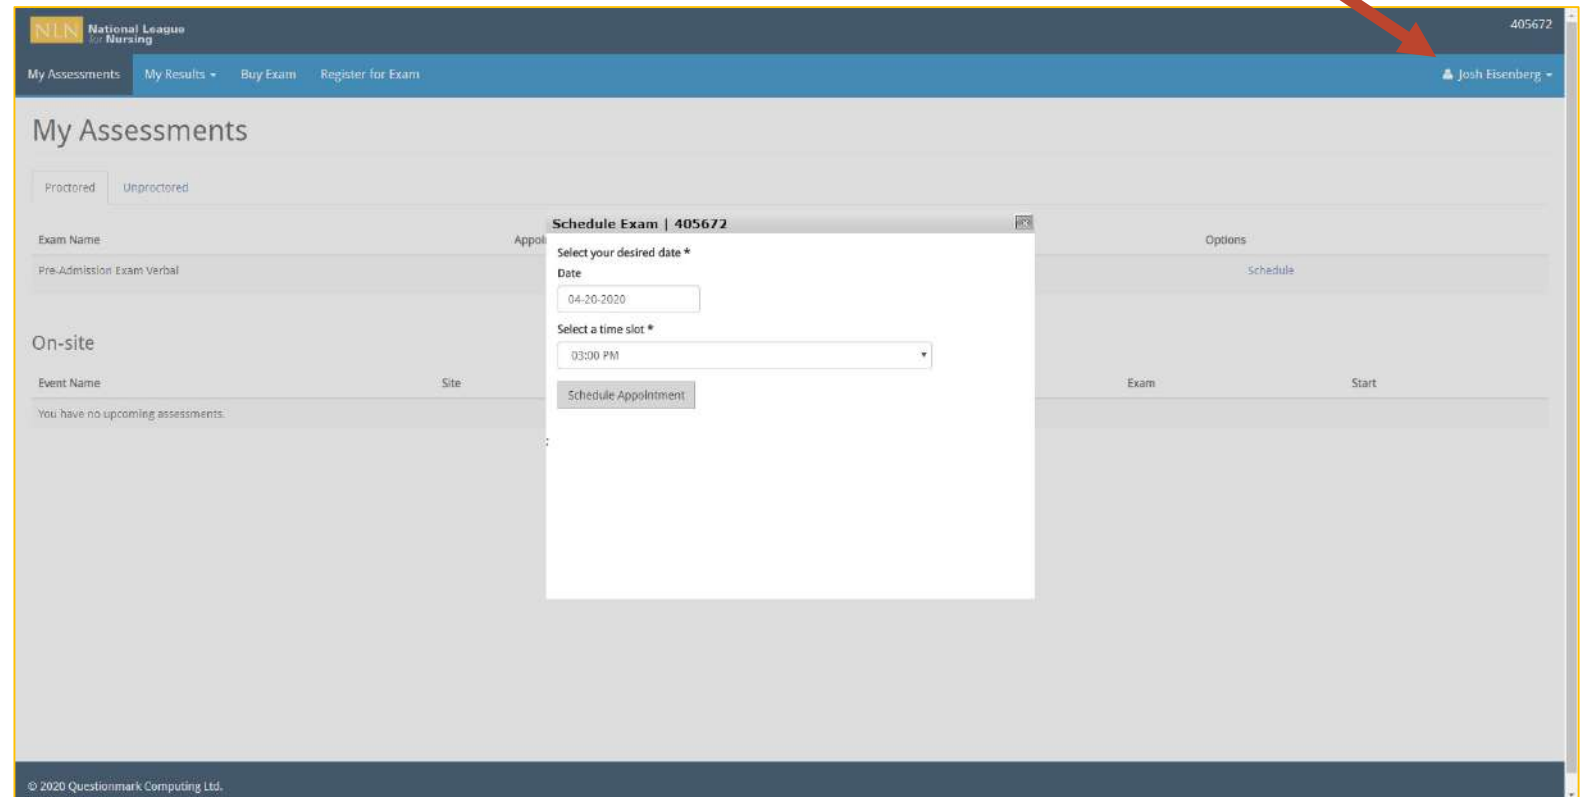 NLN National League
for Nursing
405672
My Assessments My Results Buy Exam Register for Exam Josh Eisenberg
My Assessments
Proctored Unproctored
Schedule Exam | 405672
Exam Name Appoi Options
Select your desired date *
Pre-Admission Exam Verbal Schedule
Date
04-20-2020
Select a time slot *
On-site
03:00 PM
Event Name Site Exam Start
Schedule Appointment
You have no upcoming assessments.
:
© 2020 Questionmark Computing Ltd.